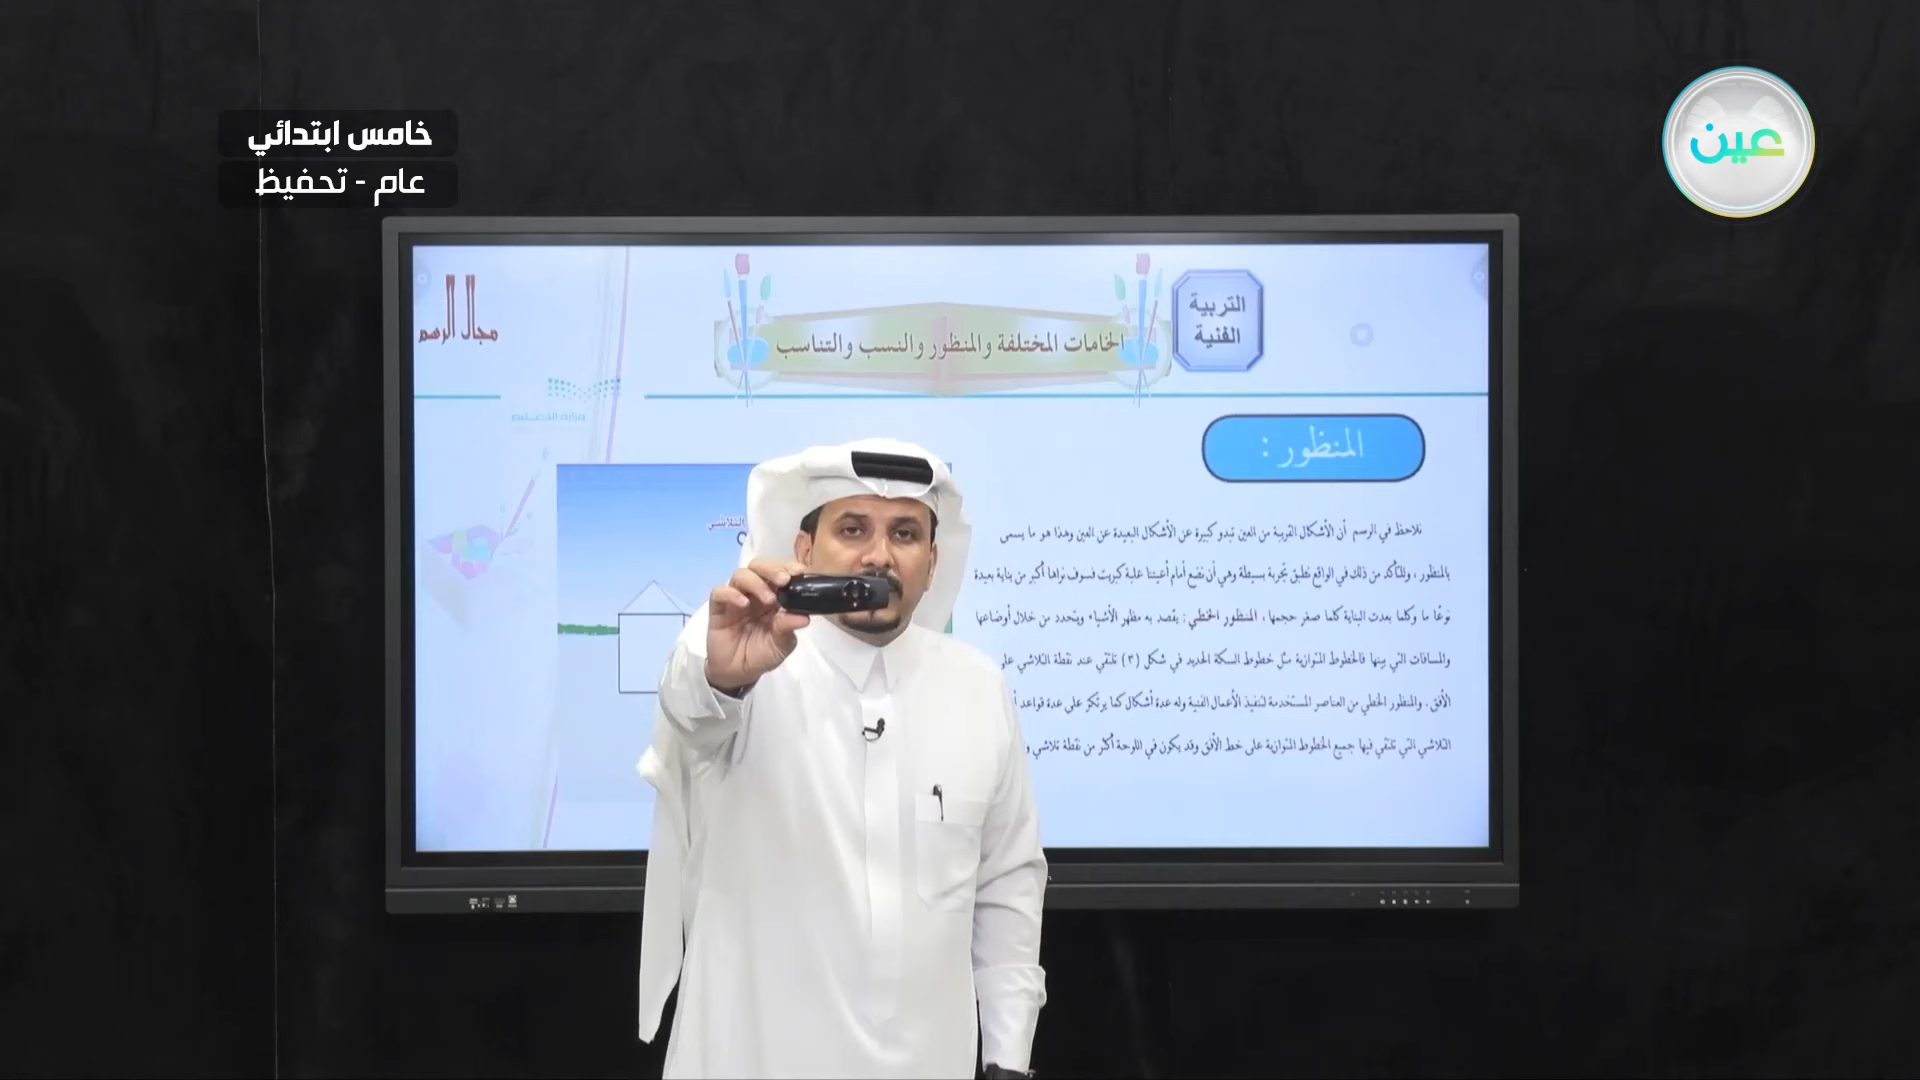 خامس ابتدائي
عام - تحفيظ
عين
التربية
الفنية
الخامات المختلفة والمنظور والنسب والتناسب
مجال الرسم
وزارة التعليم
المنظور :
نلاحظ في الرسم أن الأشكال القريبة من العين تبدو كبيرة عن الأشكال البعيدة عن العين وهذا هو ما يسمى
بالمنظور ، وللتأكد من ذلك في الواقع نطبق تجربة بسيطة وهي أن نضع أمام أعيننا علبة كبريت فسوف نراها أكبر من بناية بعيدة
نوعًا ما وكلما بعدت البناية كلما صغر حجمها ، المنظور الخطي : يقصد به مظهر الأشياء ويتحدد من خلال أوضاعها
والمسافات التي بينها فالخطوط المتوازية مثل خطوط السكة الحديد في شكل (٣) تلتقي عند نقطة التلاشي على
الأفق . والمنظور الخطي من العناصر المستخدمة لتنفيذ الأعمال الفنية وله عدة أشكال كما يرتكز على عدة قواعد
التلاشي التي تلتقي فيها جميع الخطوط المتوازية على خط الأفق وقد يكون في اللوحة أكثر من نقطة تلاشي
التلاشي